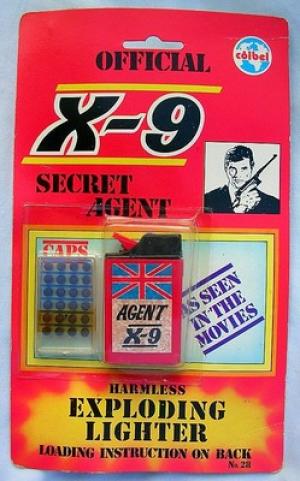 OFFICIAL
côibel
X-9
SECRET
AGENT
CAPS
AGENT
X-9
AS SEEN
IN THE
MOVIES
HARMLESS
EXPLODING
LIGHTER
LOADING INSTRUCTION ON BACK
No. 28